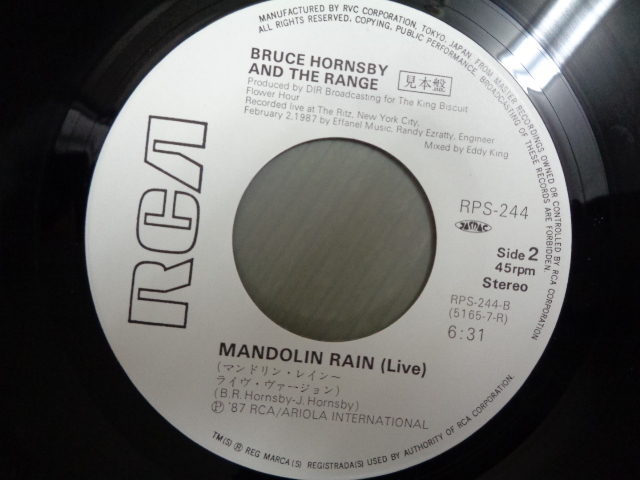 MANUFACTURED BY RVC CORPORATION, TOKYO, JAPAN FROM MASTER RECORDINGS OWNED OR CONTROLLED BY RCA CORPORATION
ALL RIGHTS RESERVED. COPYING, PUBLIC PERFORMANCE, BROADCASTING OF THESE RECORDS ARE FORBIDDEN.
BRUCE HORNSBY
AND THE RANGE 見本盤
Produced by DIR Broadcasting for The King Biscuit
Flower Hour
Recorded live at The Ritz, New York City,
February 2.1987 by Effanel Music, Randy Ezratty, Engineer
Mixed by Eddy King
RCA
RPS-244
JASRAC
Side 2
45rpm
Stereo
RPS-244-B
(5165-7-R)
6:31
MANDOLIN RAIN (Live)
(マンドリン・レイン〜
ライヴ・ヴァージョン)
(B.R.Hornsby-J.Hornsby)
Ⓟ '87 RCA/ARIOLA INTERNATIONAL
TM(S) Ⓡ REG MARCA(S) REGISTRADA(S) USED BY AUTHORITY OF RCA CORPORATION.